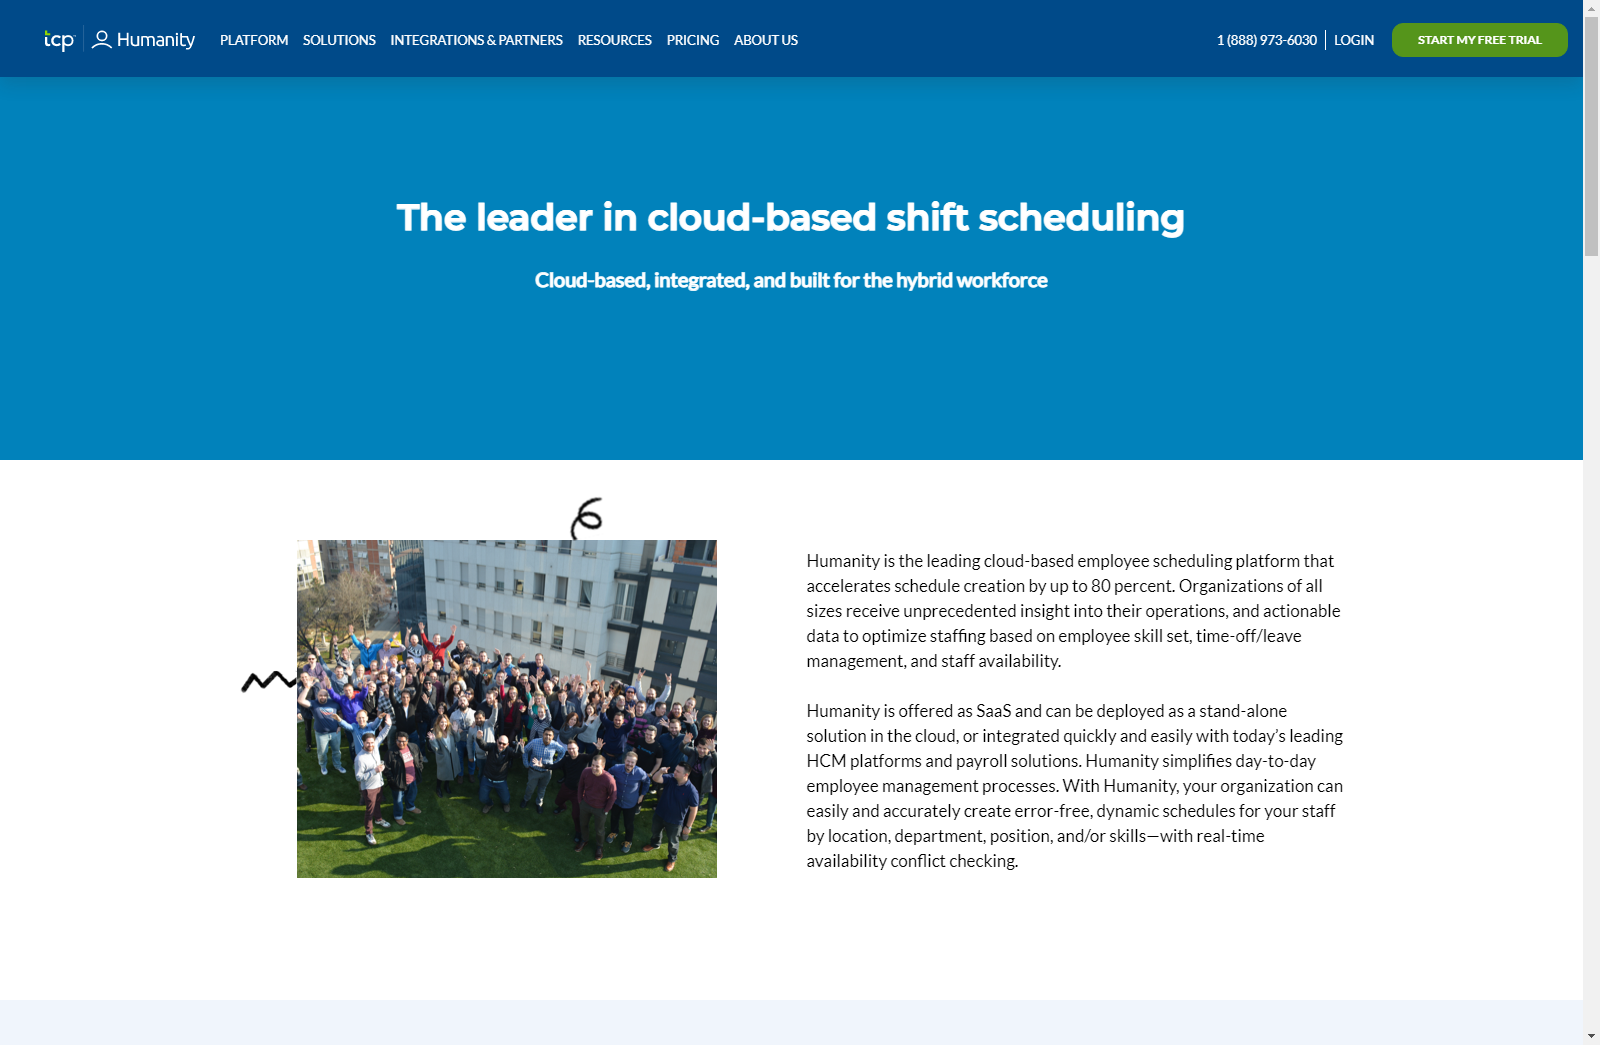 tcp Humanity PLATFORM SOLUTIONS INTEGRATIONS & PARTNERS RESOURCES PRICING ABOUT US 1 (888) 973-6030 LOGIN START MY FREE TRIAL
The leader in cloud-based shift scheduling
Cloud-based, integrated, and built for the hybrid workforce
Humanity is the leading cloud-based employee scheduling platform that
accelerates schedule creation by up to 80 percent. Organizations of all
sizes receive unprecedented insight into their operations, and actionable
data to optimize staffing based on employee skill set, time-off/leave
management, and staff availability.
Humanity is offered as SaaS and can be deployed as a stand-alone
solution in the cloud, or integrated quickly and easily with today’s leading
HCM platforms and payroll solutions. Humanity simplifies day-to-day
employee management processes. With Humanity, your organization can
easily and accurately create error-free, dynamic schedules for your staff
by location, department, position, and/or skills—with real-time
availability conflict checking.